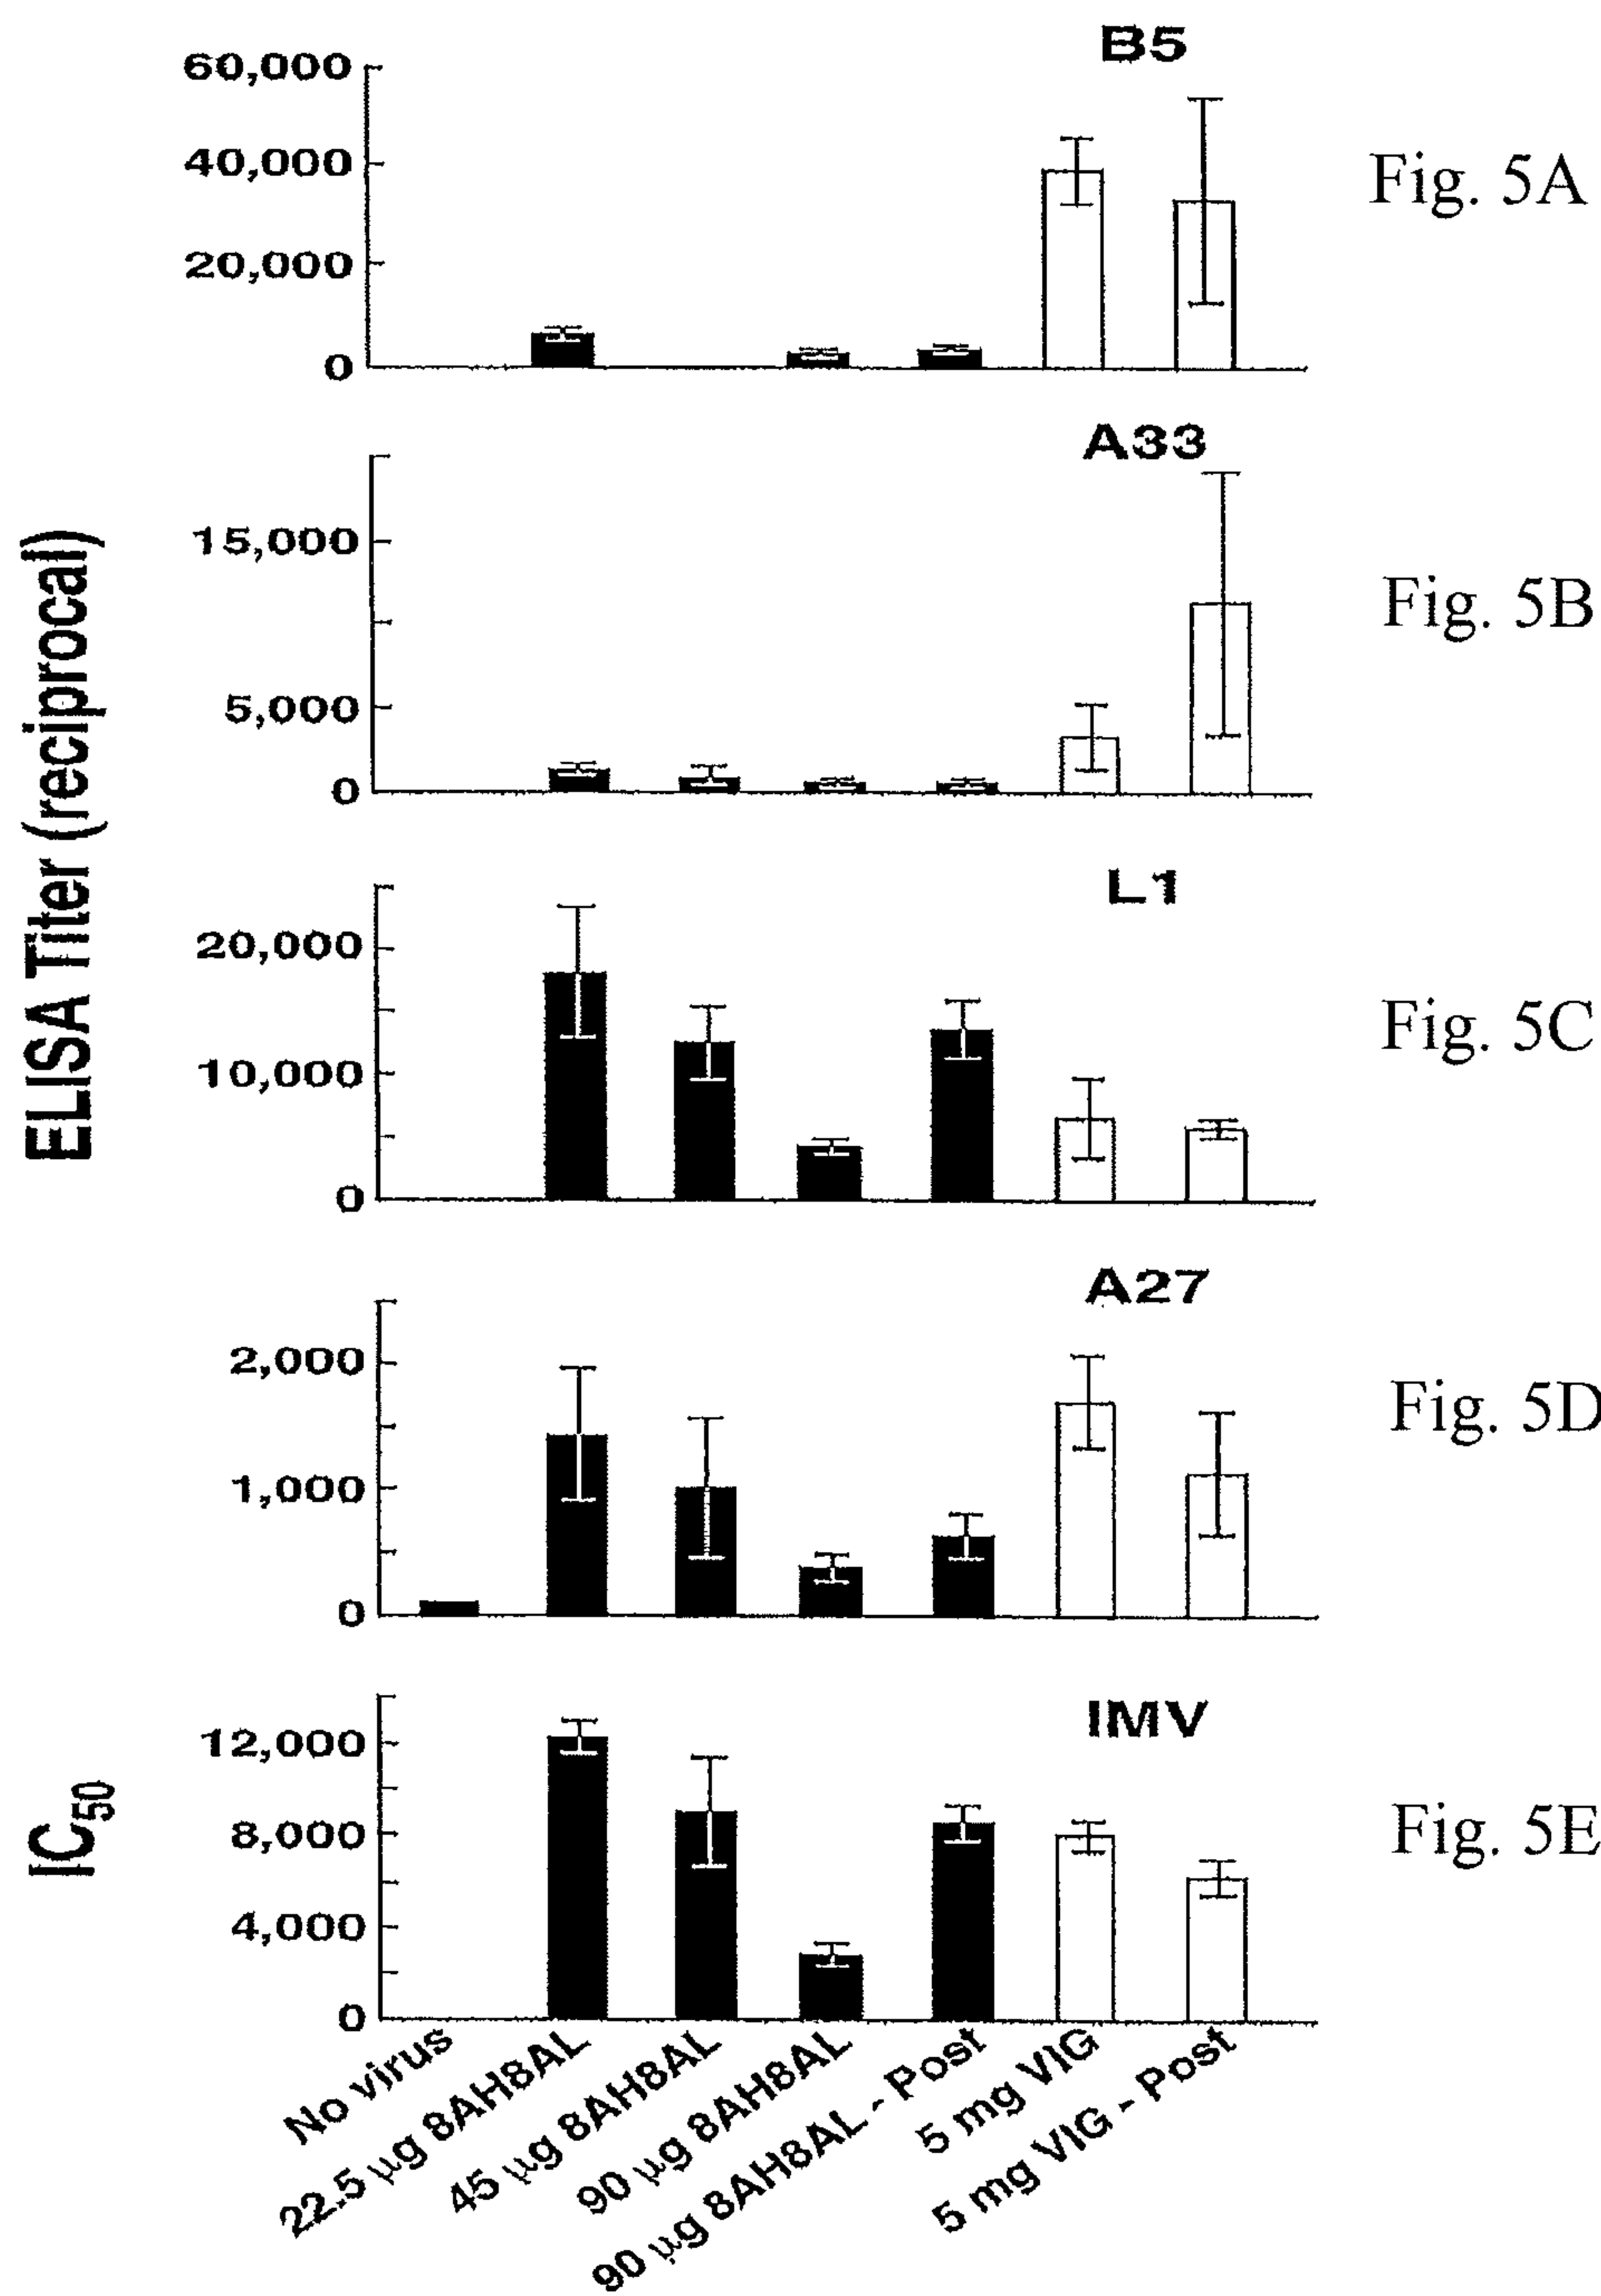 B5
60,000
40,000
20,000
0
Fig. 5A
A33
15,000
5,000
0
Fig. 5B
ELISA Titer (reciprocal)
L1
20,000
10,000
0
Fig. 5C
A27
2,000
1,000
0
Fig. 5D
IMV
12,000
8,000
4,000
0
IC50
Fig. 5E
No virus
22.5 µg 8AH8AL
45 µg 8AH8AL
90 µg 8AH8AL
90 µg 8AH8AL - Post
5 mg VIG
5 mg VIG - Post